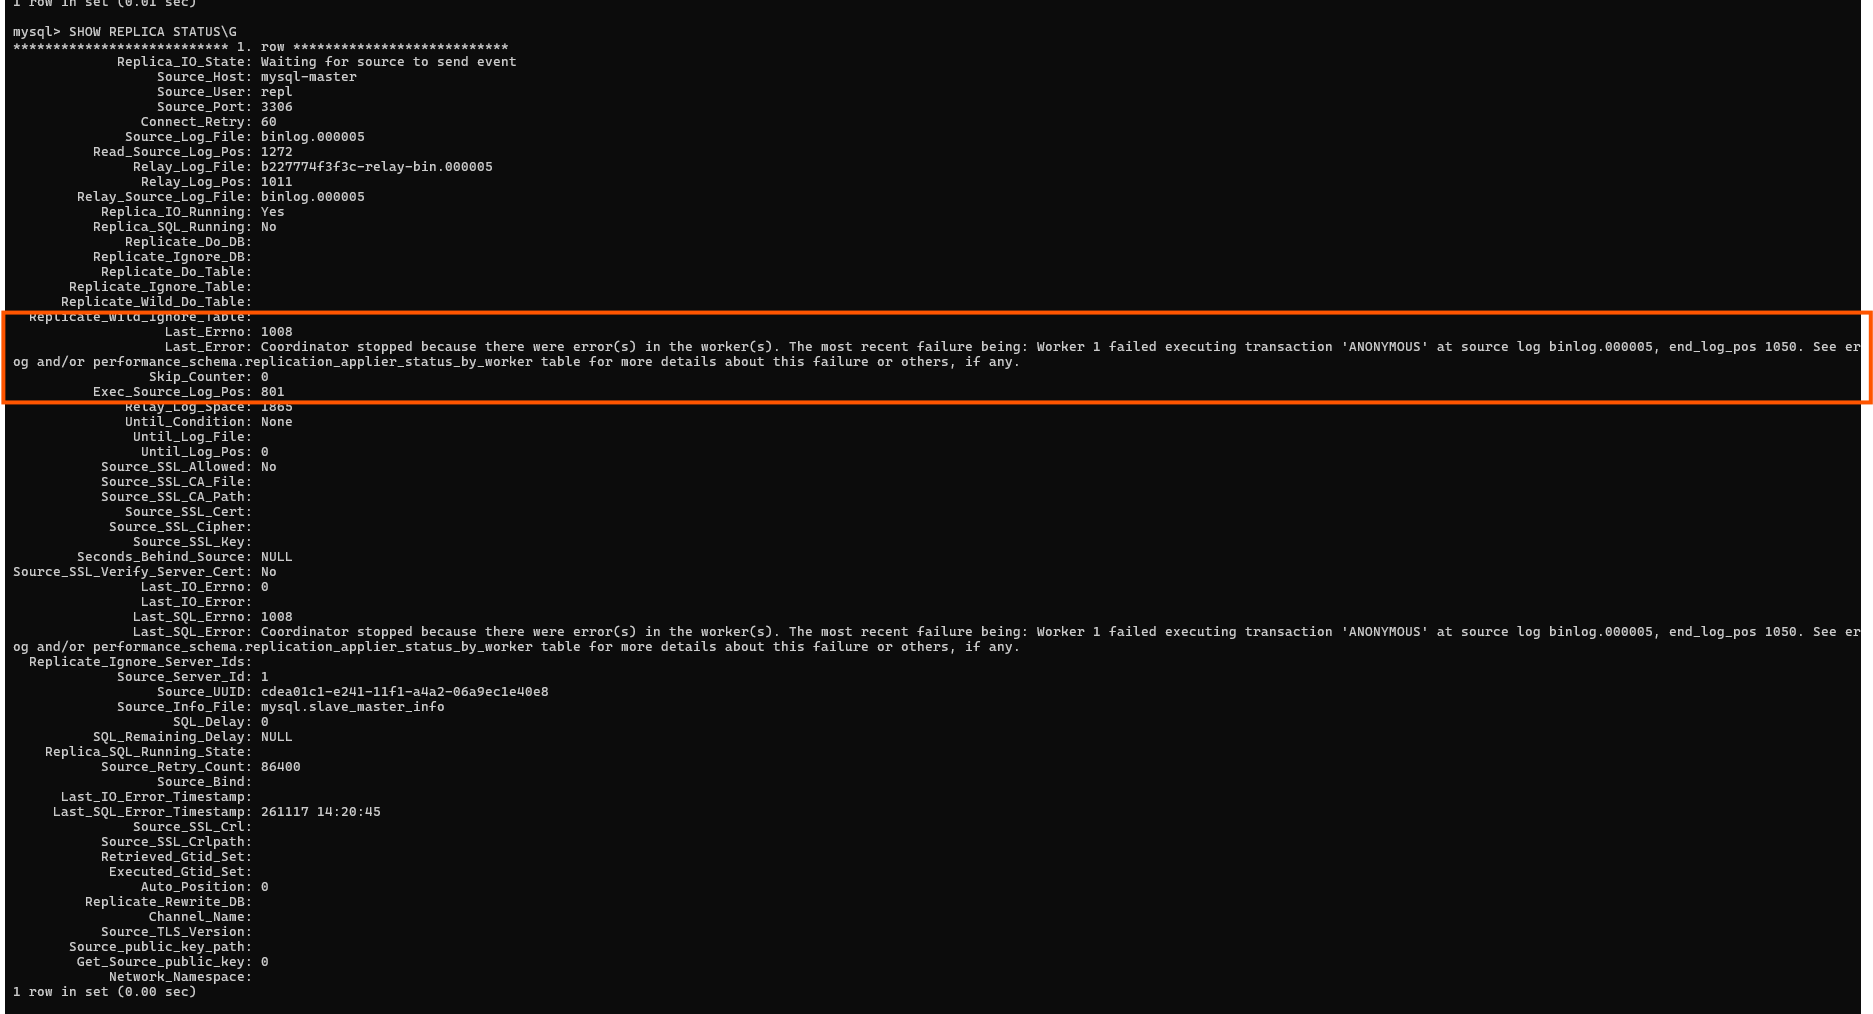 1 row in set (0.01 sec)
mysql> SHOW REPLICA STATUS\G
*************************** 1. row ***************************
Replica_IO_State: Waiting for source to send event
Source_Host: mysql-master
Source_User: repl
Source_Port: 3306
Connect_Retry: 60
Source_Log_File: binlog.000005
Read_Source_Log_Pos: 1272
Relay_Log_File: b227774f3f3c-relay-bin.000005
Relay_Log_Pos: 1011
Relay_Source_Log_File: binlog.000005
Replica_IO_Running: Yes
Replica_SQL_Running: No
Replicate_Do_DB:
Replicate_Ignore_DB:
Replicate_Do_Table:
Replicate_Ignore_Table:
Replicate_Wild_Do_Table:
Replicate_Wild_Ignore_Table:
Last_Errno: 1008
Last_Error: Coordinator stopped because there were error(s) in the worker(s). The most recent failure being: Worker 1 failed executing transaction 'ANONYMOUS' at source log binlog.000005, end_log_pos 1050. See er
og and/or performance_schema.replication_applier_status_by_worker table for more details about this failure or others, if any.
Skip_Counter: 0
Exec_Source_Log_Pos: 801
Relay_Log_Space: 1865
Until_Condition: None
Until_Log_File:
Until_Log_Pos: 0
Source_SSL_Allowed: No
Source_SSL_CA_File:
Source_SSL_CA_Path:
Source_SSL_Cert:
Source_SSL_Cipher:
Source_SSL_Key:
Seconds_Behind_Source: NULL
Source_SSL_Verify_Server_Cert: No
Last_IO_Errno: 0
Last_IO_Error:
Last_SQL_Errno: 1008
Last_SQL_Error: Coordinator stopped because there were error(s) in the worker(s). The most recent failure being: Worker 1 failed executing transaction 'ANONYMOUS' at source log binlog.000005, end_log_pos 1050. See er
og and/or performance_schema.replication_applier_status_by_worker table for more details about this failure or others, if any.
Replicate_Ignore_Server_Ids:
Source_Server_Id: 1
Source_UUID: cdea01c1-e241-11f1-a4a2-06a9ec1e40e8
Source_Info_File: mysql.slave_master_info
SQL_Delay: 0
SQL_Remaining_Delay: NULL
Replica_SQL_Running_State:
Source_Retry_Count: 86400
Source_Bind:
Last_IO_Error_Timestamp:
Last_SQL_Error_Timestamp: 261117 14:20:45
Source_SSL_Crl:
Source_SSL_Crlpath:
Retrieved_Gtid_Set:
Executed_Gtid_Set:
Auto_Position: 0
Replicate_Rewrite_DB:
Channel_Name:
Source_TLS_Version:
Source_public_key_path:
Get_Source_public_key: 0
Network_Namespace:
1 row in set (0.00 sec)